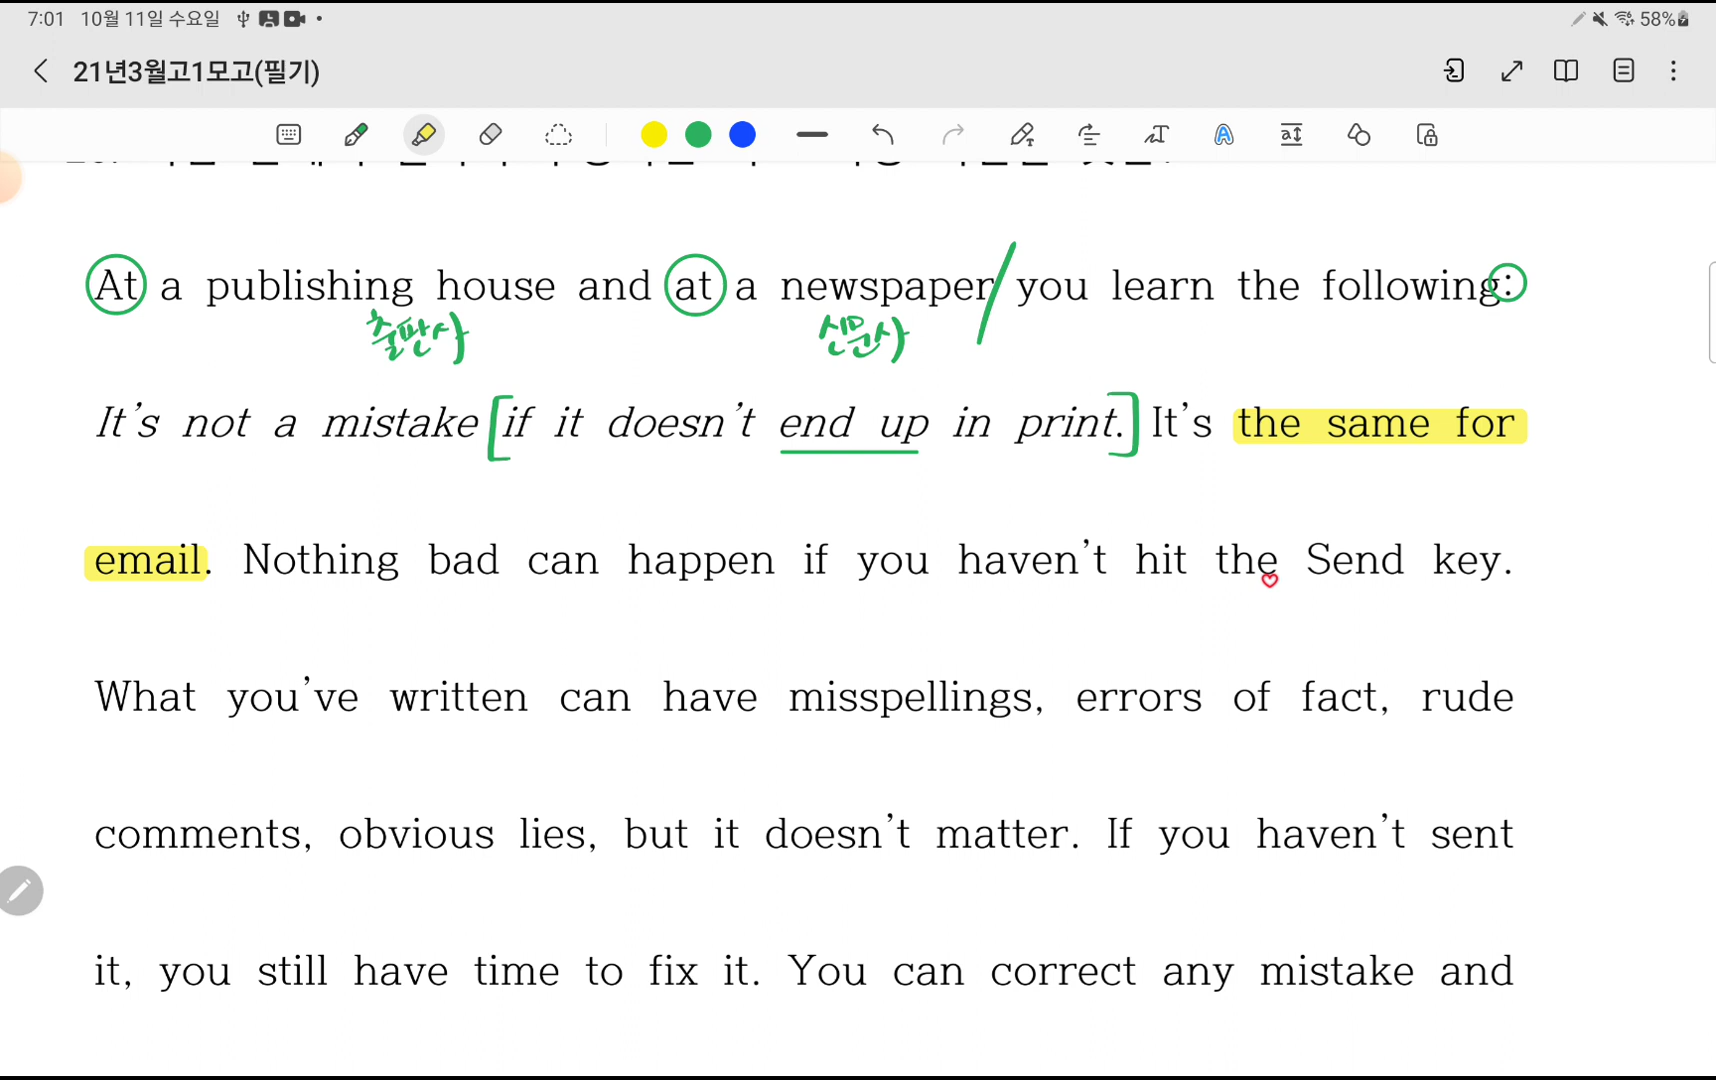 7:01 10월 11일 수요일 58%
21년3월고1모고(필기)
At a publishing house and at a newspaper/ you learn the following:
출판사 신문사
It's not a mistake [if it doesn't end up in print.] It's the same for
email. Nothing bad can happen if you haven't hit the Send key.
What you've written can have misspellings, errors of fact, rude
comments, obvious lies, but it doesn't matter. If you haven't sent
it, you still have time to fix it. You can correct any mistake and